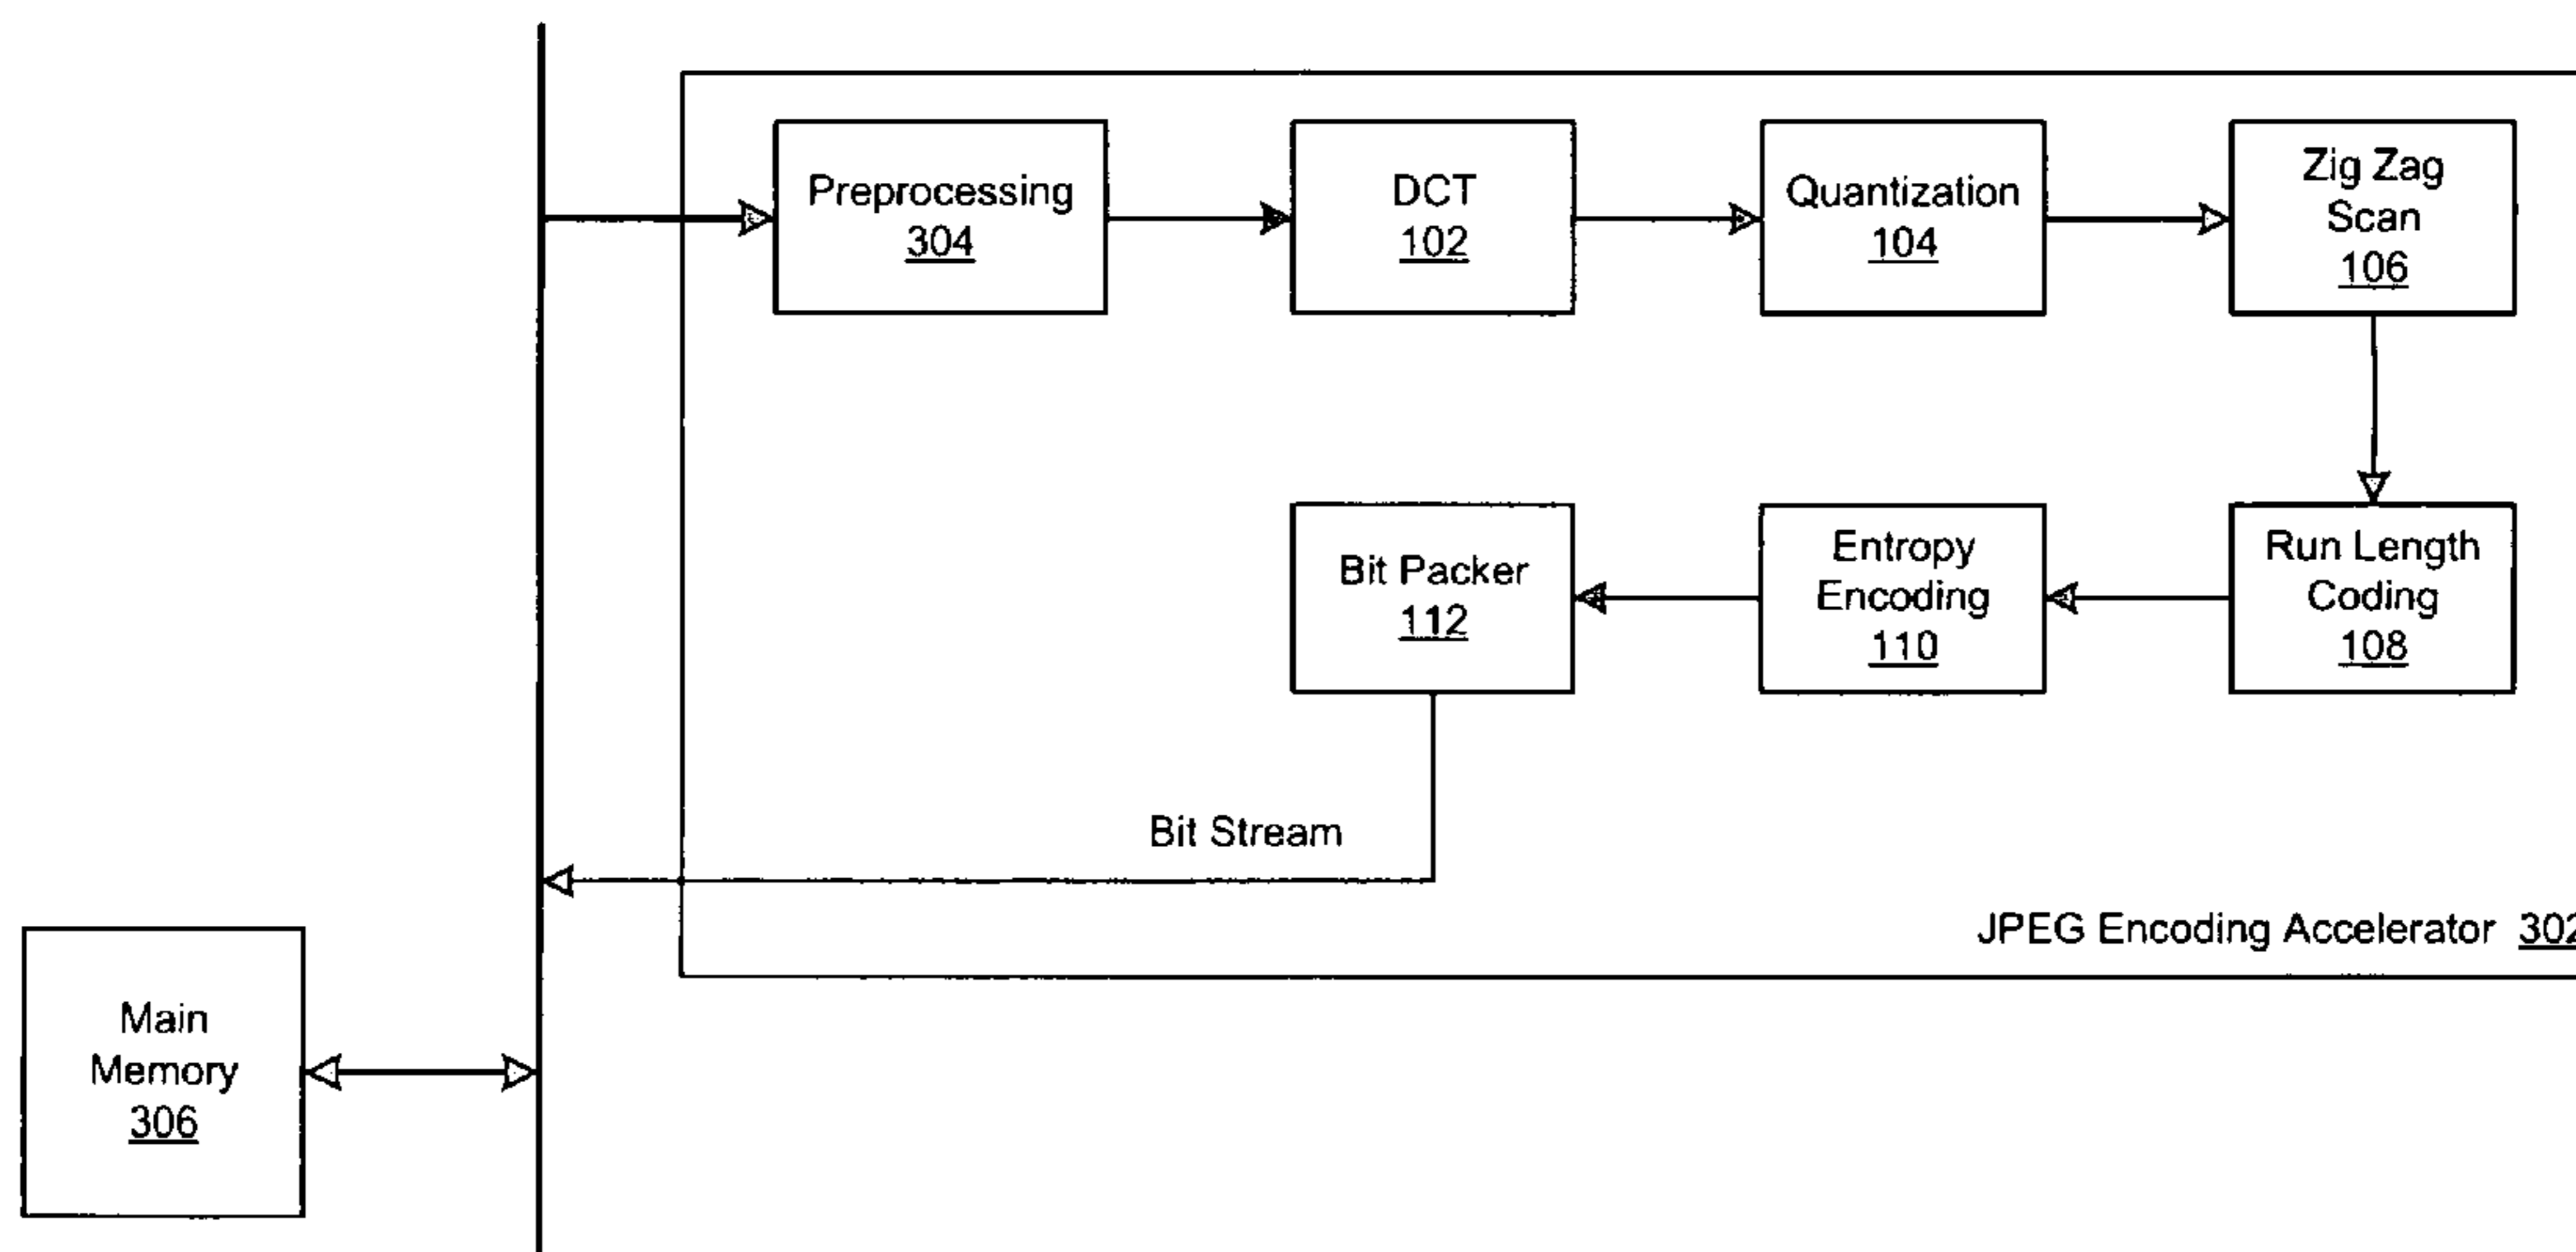 Preprocessing
304
DCT
102
Quantization
104
Zig Zag
Scan
106
Bit Packer
112
Entropy
Encoding
110
Run Length
Coding
108
Bit Stream
JPEG Encoding Accelerator 302
Main
Memory
306